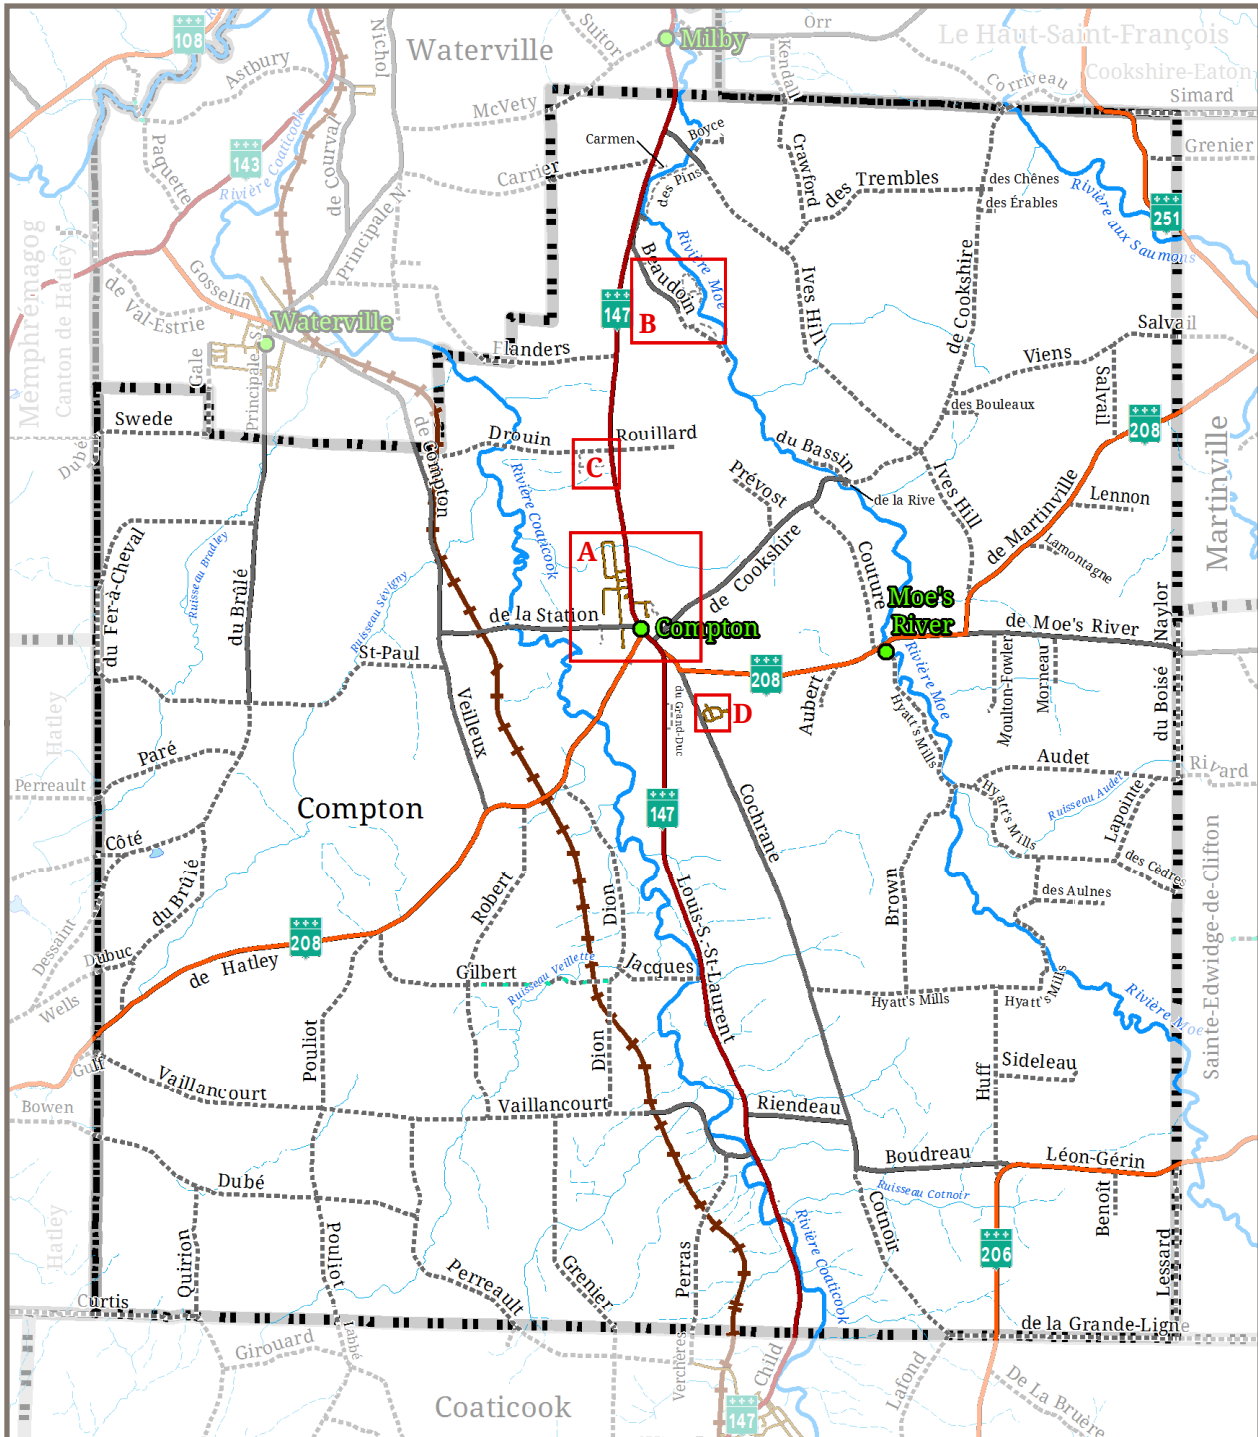 108
Nichol
Suitor
Orr
Waterville
Milby
Kendall
Le Haut-Saint-François
Cookshire-Eaton
Astbury
Corriveau
Simard
McVety
Boyce
Carmen
Paquette
143
Rivière Coaticook
de Courval
Crawford
Grenier
Carrier
des Pins
des
Trembles
des Chênes
des Érables
Rivière aux Saumons
251
Principale N.
Memphrémagog
Canton de Hatley
Gosselin
de Val-Estrie
Beaudoin
Rivière Moe
Ives Hill
de Cookshire
147
B
Waterville
Gale
Principale S.
Flanders
Salvail
Viens
Salvail
des Bouleaux
Swede
Dubé
de Compton
Drouin
Rouillard
208
C
du Bassin
Prévost
de la Rive
Ives Hill
Martinville
Rivière Coaticook
Lennon
de Martinville
Lamontagne
du Fer-à-Cheval
Ruisseau Bradley
du Brûlé
Ruisseau Sévigny
A
de Cookshire
Couture
Moe's
River
de la Station
Compton
de Moe's River
Naylor
St-Paul
Veilleux
208
Aubert
Rivière Moe
Hyatt's Mills
Moulton-Fowler
Morneau
du Boisé
du Grand-Duc
D
Hatley
Paré
Perreault
Audet
Rivard
Compton
147
Cochrane
Hyatt's Mills
Ruisseau Audet
Lapointe
Côté
des Cèdres
du Brûlé
Robert
Dion
Louis-S.-St-Laurent
Brown
des Aulnes
Sainte-Edwidge-de-Clifton
Dessaint
Dubuc
208
de Hatley
Wells
Gilbert
Ruisseau Veillette
Jacques
Hyatt's Mills
Hyatt's Mills
Rivière Moe
Pouliot
Dion
Gulf
Vaillancourt
Bowen
Vaillancourt
Riendeau
Huff
Sideleau
Boudreau
Léon-Gérin
Dubé
Ruisseau Cotnoir
Benoît
Cotnoir
Hatley
Quirion
Pouliot
Perreault
Grenier
Perras
Rivière Coaticook
206
Lessard
Curtis
de la Grande-Ligne
Girouard
Labbé
Verchères
Child
Lafond
De La Bruère
Coaticook
147